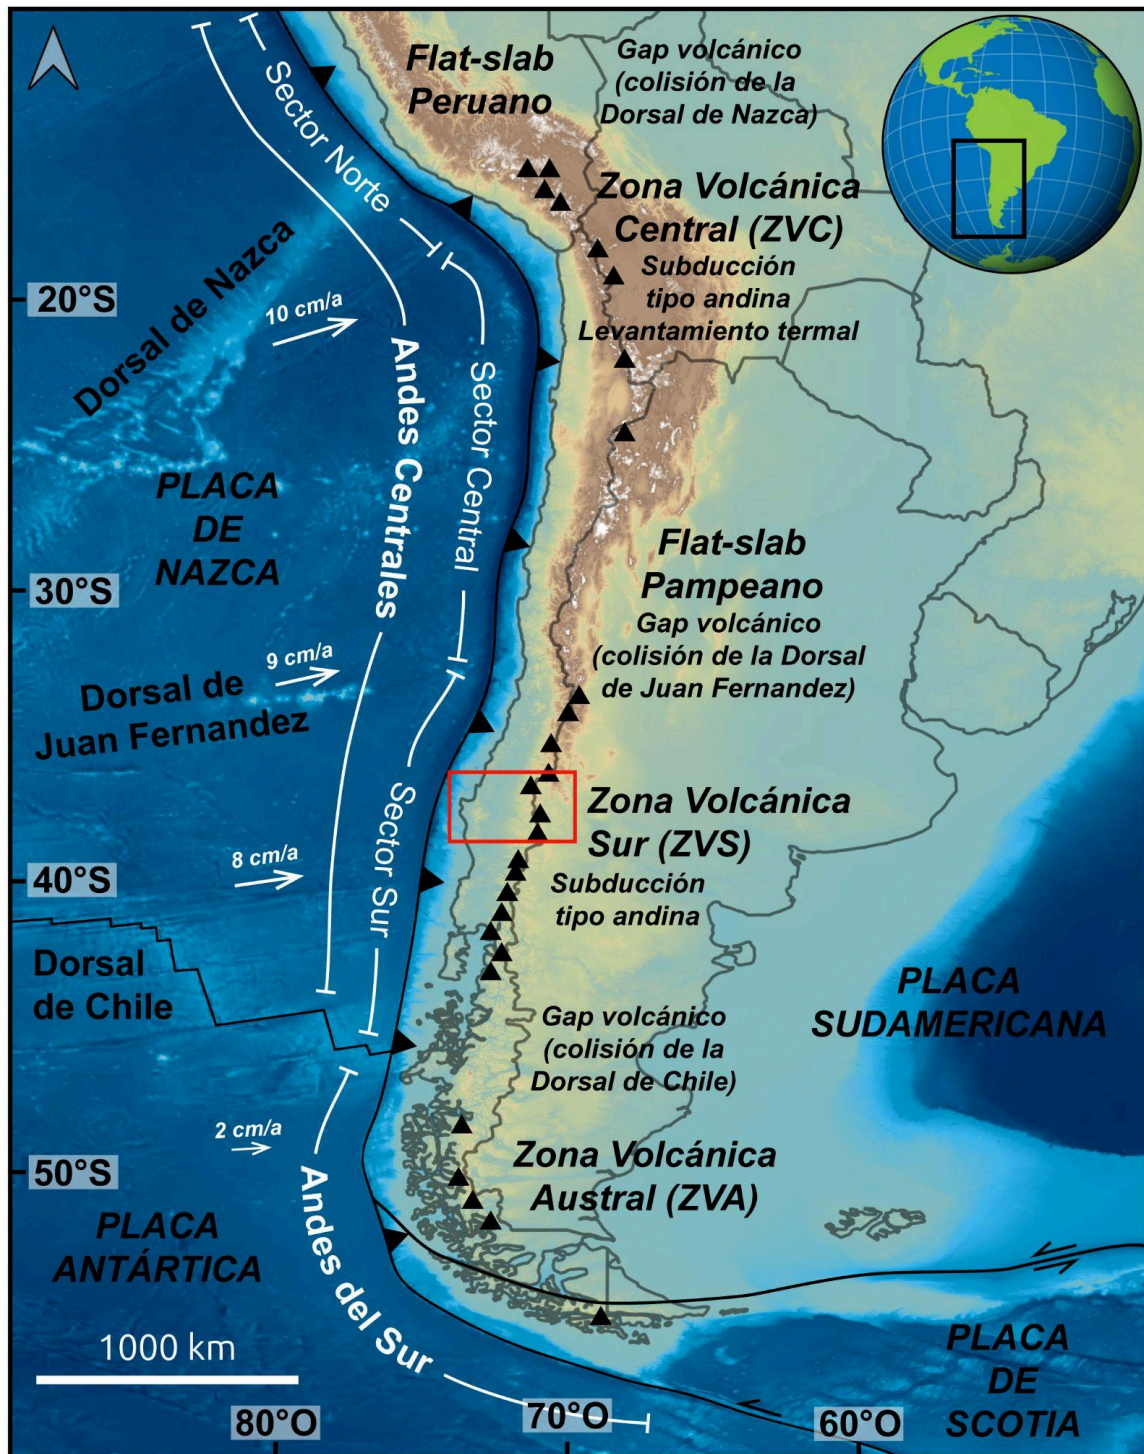 Flat-slab
Peruano
Gap volcánico
(colisión de la
Dorsal de Nazca)
Sector Norte
Zona Volcánica
Central (ZVC)
Subducción
tipo andina
Levantamiento termal
Dorsal de Nazca
20°S
10 cm/a
Andes Centrales
Sector Central
PLACA
DE
NAZCA
Flat-slab
Pampeano
Gap volcánico
(colisión de la Dorsal
de Juan Fernandez)
30°S
9 cm/a
Dorsal de
Juan Fernandez
Sector Sur
Zona Volcánica
Sur (ZVS)
Subducción
tipo andina
8 cm/a
40°S
Dorsal
de Chile
PLACA
SUDAMERICANA
Gap volcánico
(colisión de la
Dorsal de Chile)
2 cm/a
50°S
Zona Volcánica
Austral (ZVA)
PLACA
ANTÁRTICA
Andes del Sur
1000 km
PLACA
DE
SCOTIA
80°O
70°O
60°O